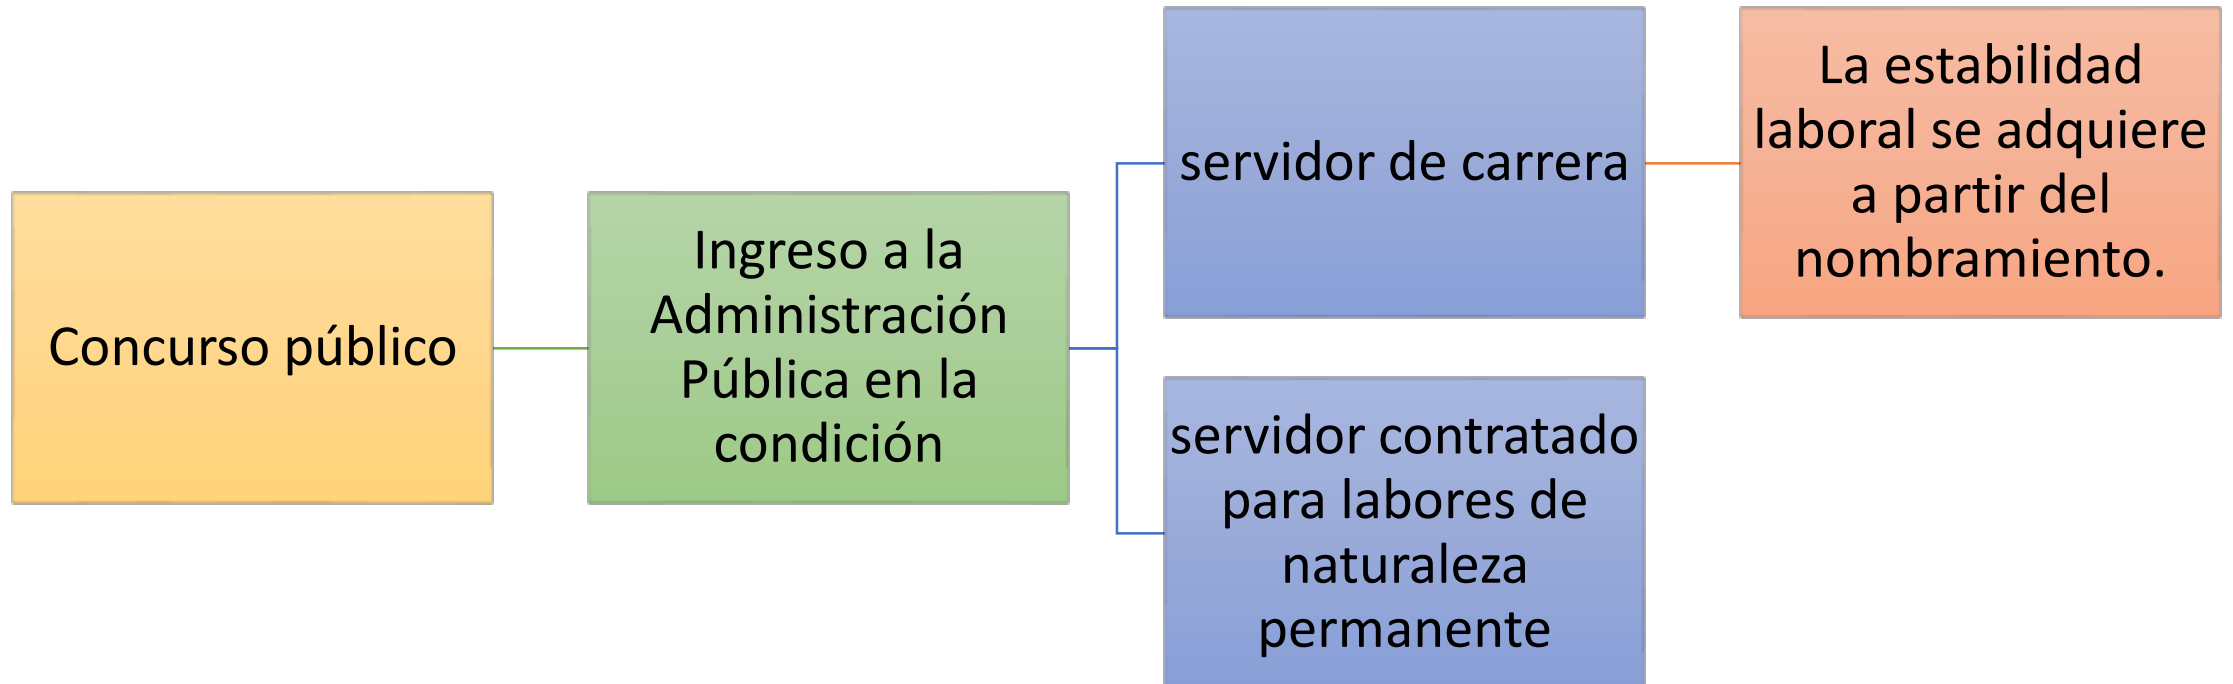 Concurso público
Ingreso a la
Administración
Pública en la
condición
servidor de carrera
La estabilidad
laboral se adquiere
a partir del
nombramiento.
servidor contratado
para labores de
naturaleza
permanente